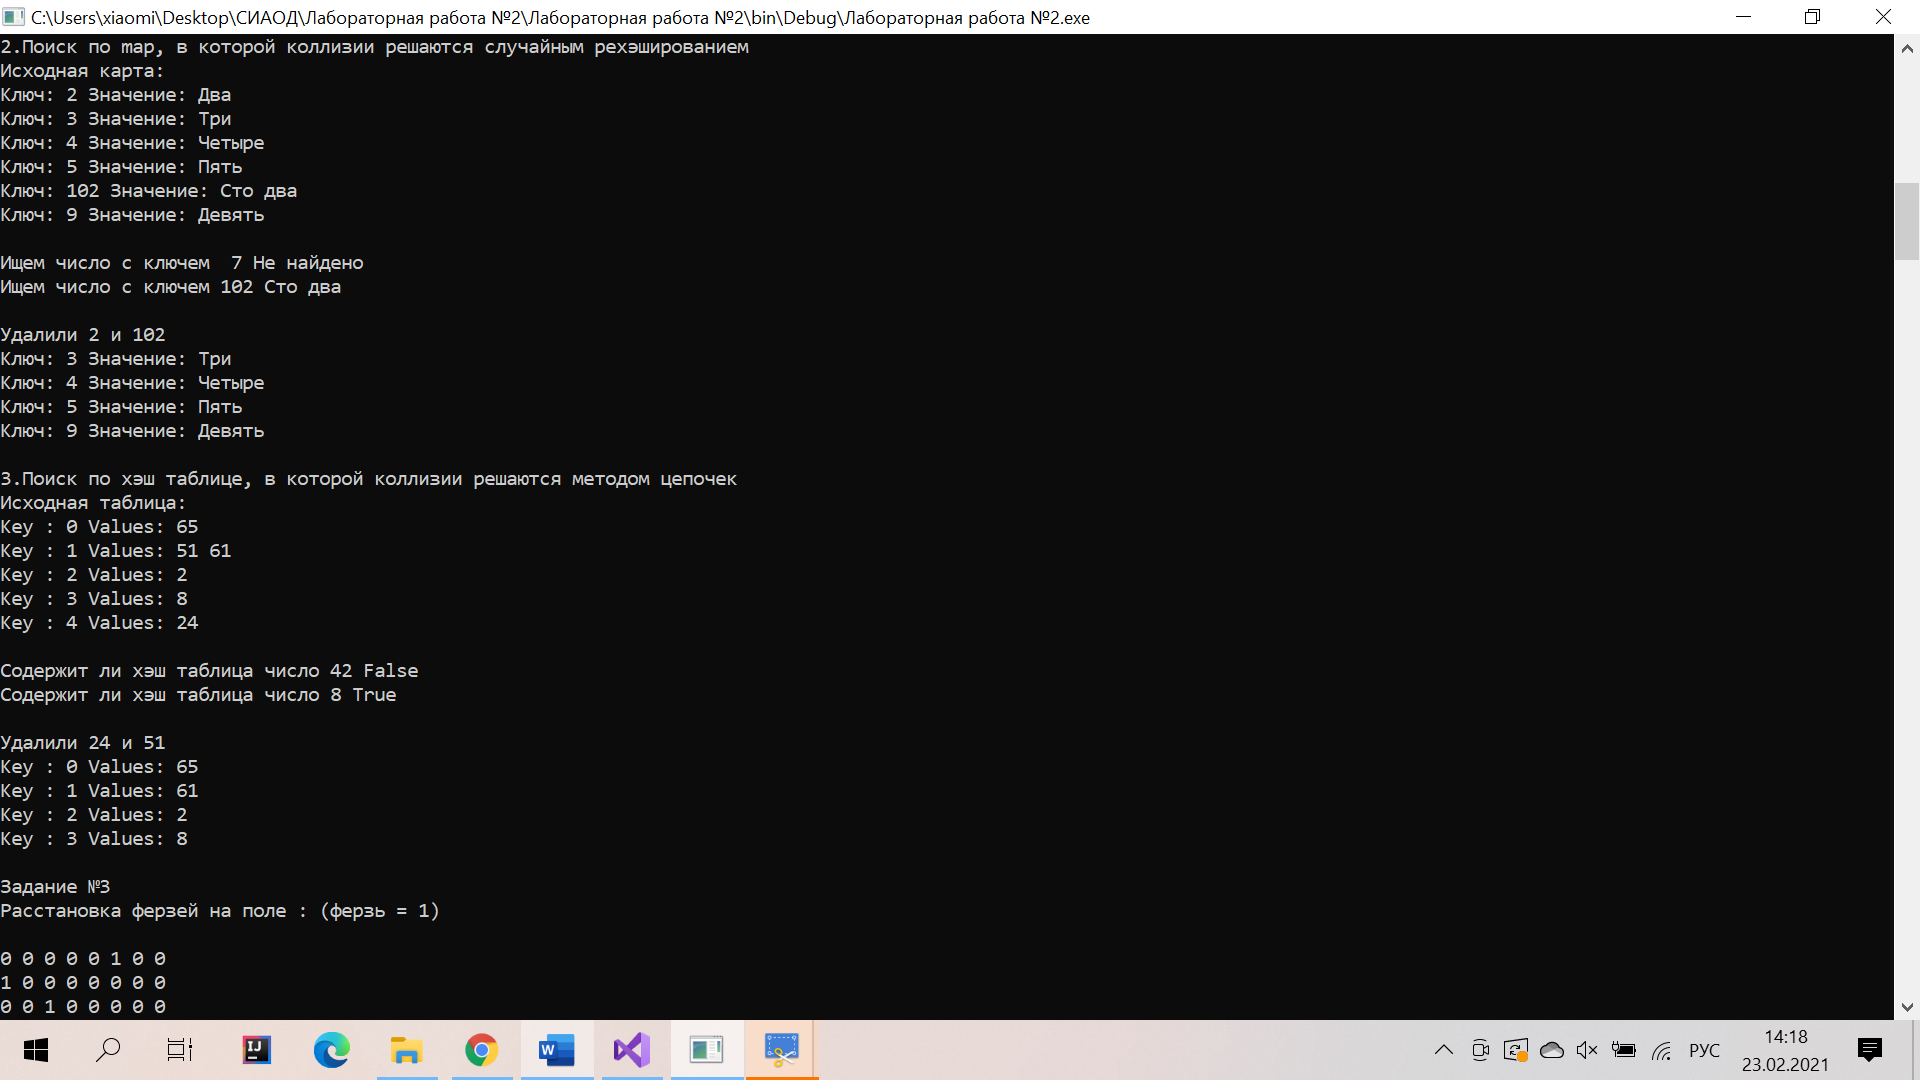 C:\Users\xiaomi\Desktop\СИАОД\Лабораторная работа №2\Лабораторная работа №2\bin\Debug\Лабораторная работа №2.exe
2.Поиск по map, в которой коллизии решаются случайным рехэшированием
Исходная карта:
Ключ: 2 Значение: Два
Ключ: 3 Значение: Три
Ключ: 4 Значение: Четыре
Ключ: 5 Значение: Пять
Ключ: 102 Значение: Сто два
Ключ: 9 Значение: Девять
Ищем число с ключем  7 Не найдено
Ищем число с ключем 102 Сто два
Удалили 2 и 102
Ключ: 3 Значение: Три
Ключ: 4 Значение: Четыре
Ключ: 5 Значение: Пять
Ключ: 9 Значение: Девять
3.Поиск по хэш таблице, в которой коллизии решаются методом цепочек
Исходная таблица:
Key : 0 Values: 65
Key : 1 Values: 51 61
Key : 2 Values: 2
Key : 3 Values: 8
Key : 4 Values: 24
Содержит ли хэш таблица число 42 False
Содержит ли хэш таблица число 8 True
Удалили 24 и 51
Key : 0 Values: 65
Key : 1 Values: 61
Key : 2 Values: 2
Key : 3 Values: 8
Задание №3
Расстановка ферзей на поле : (ферзь = 1)
0 0 0 0 0 1 0 0
1 0 0 0 0 0 0 0
0 0 1 0 0 0 0 0
IJ
W
РУС
14:18
23.02.2021